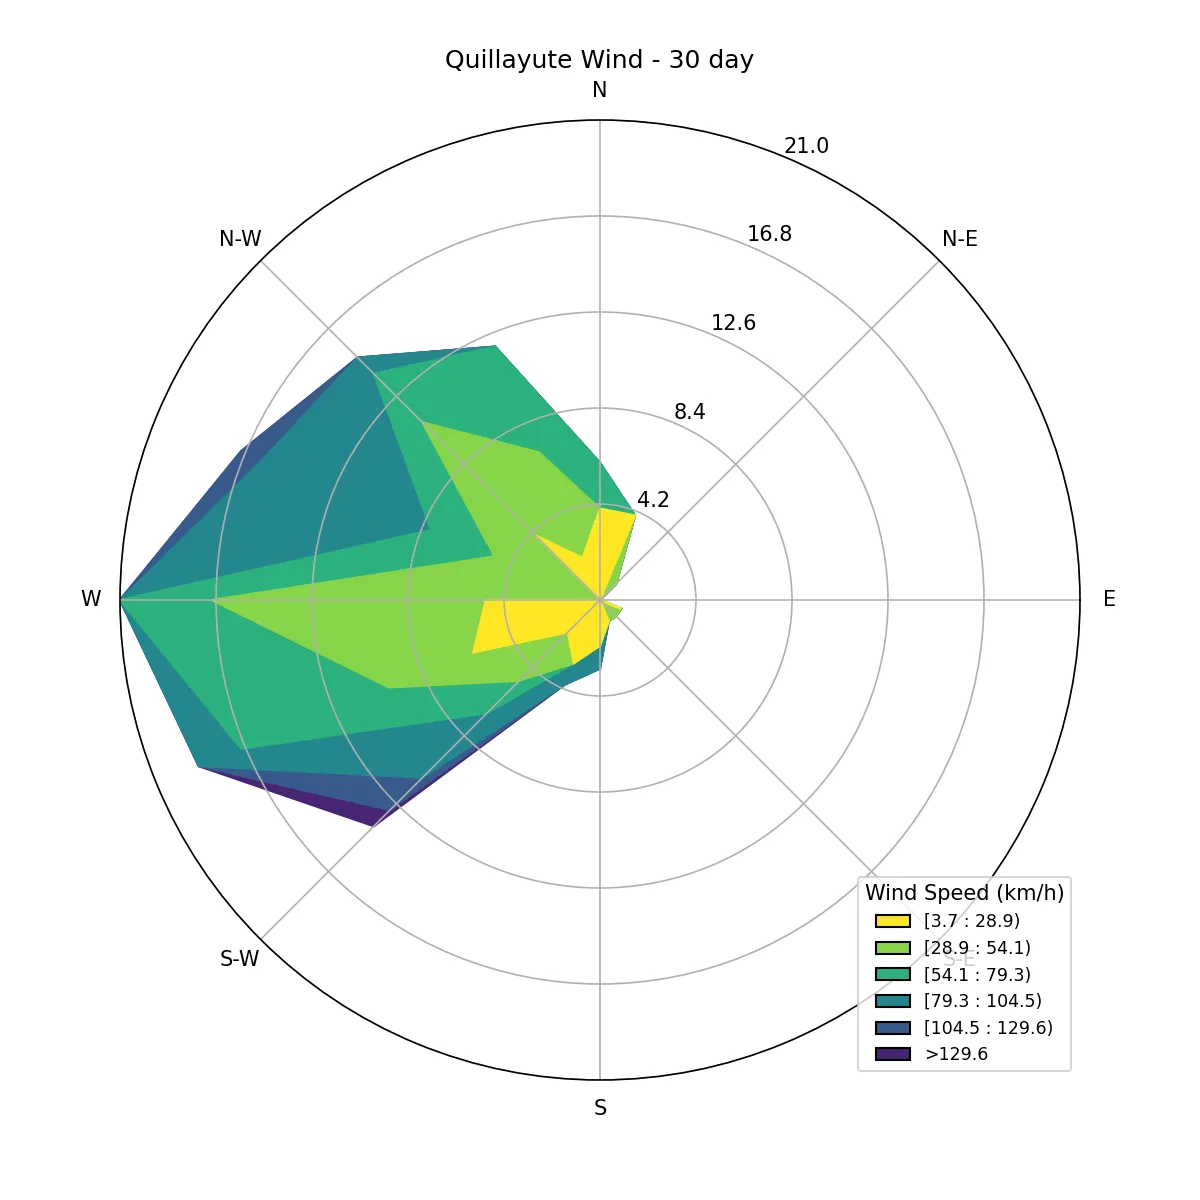 Quillayute Wind - 30 day
N
21.0
16.8
N-W
N-E
12.6
8.4
4.2
W
E
Wind Speed (km/h)
[3.7 : 28.9)
[28.9 : 54.1)
S-W
S-E
[54.1 : 79.3)
[79.3 : 104.5)
[104.5 : 129.6)
>129.6
S